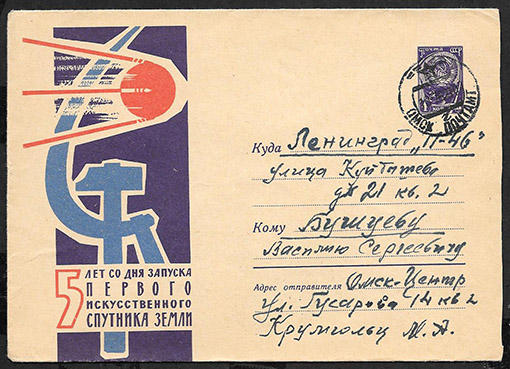 5 ЛЕТ СО ДНЯ ЗАПУСКА
ПЕРВОГО
ИСКУССТВЕННОГО
СПУТНИКА ЗЕМЛИ
ОМСК ПОЧТАМТ
Куда Ленинград „П-46"
улица Куйбышева
д. 21 кв. 2
Кому Бушуеву
Василию Сергеевичу
Адрес отправителя Омск-Центр
ул. Гусарова 14 кв 2
Крумгольц М. А.